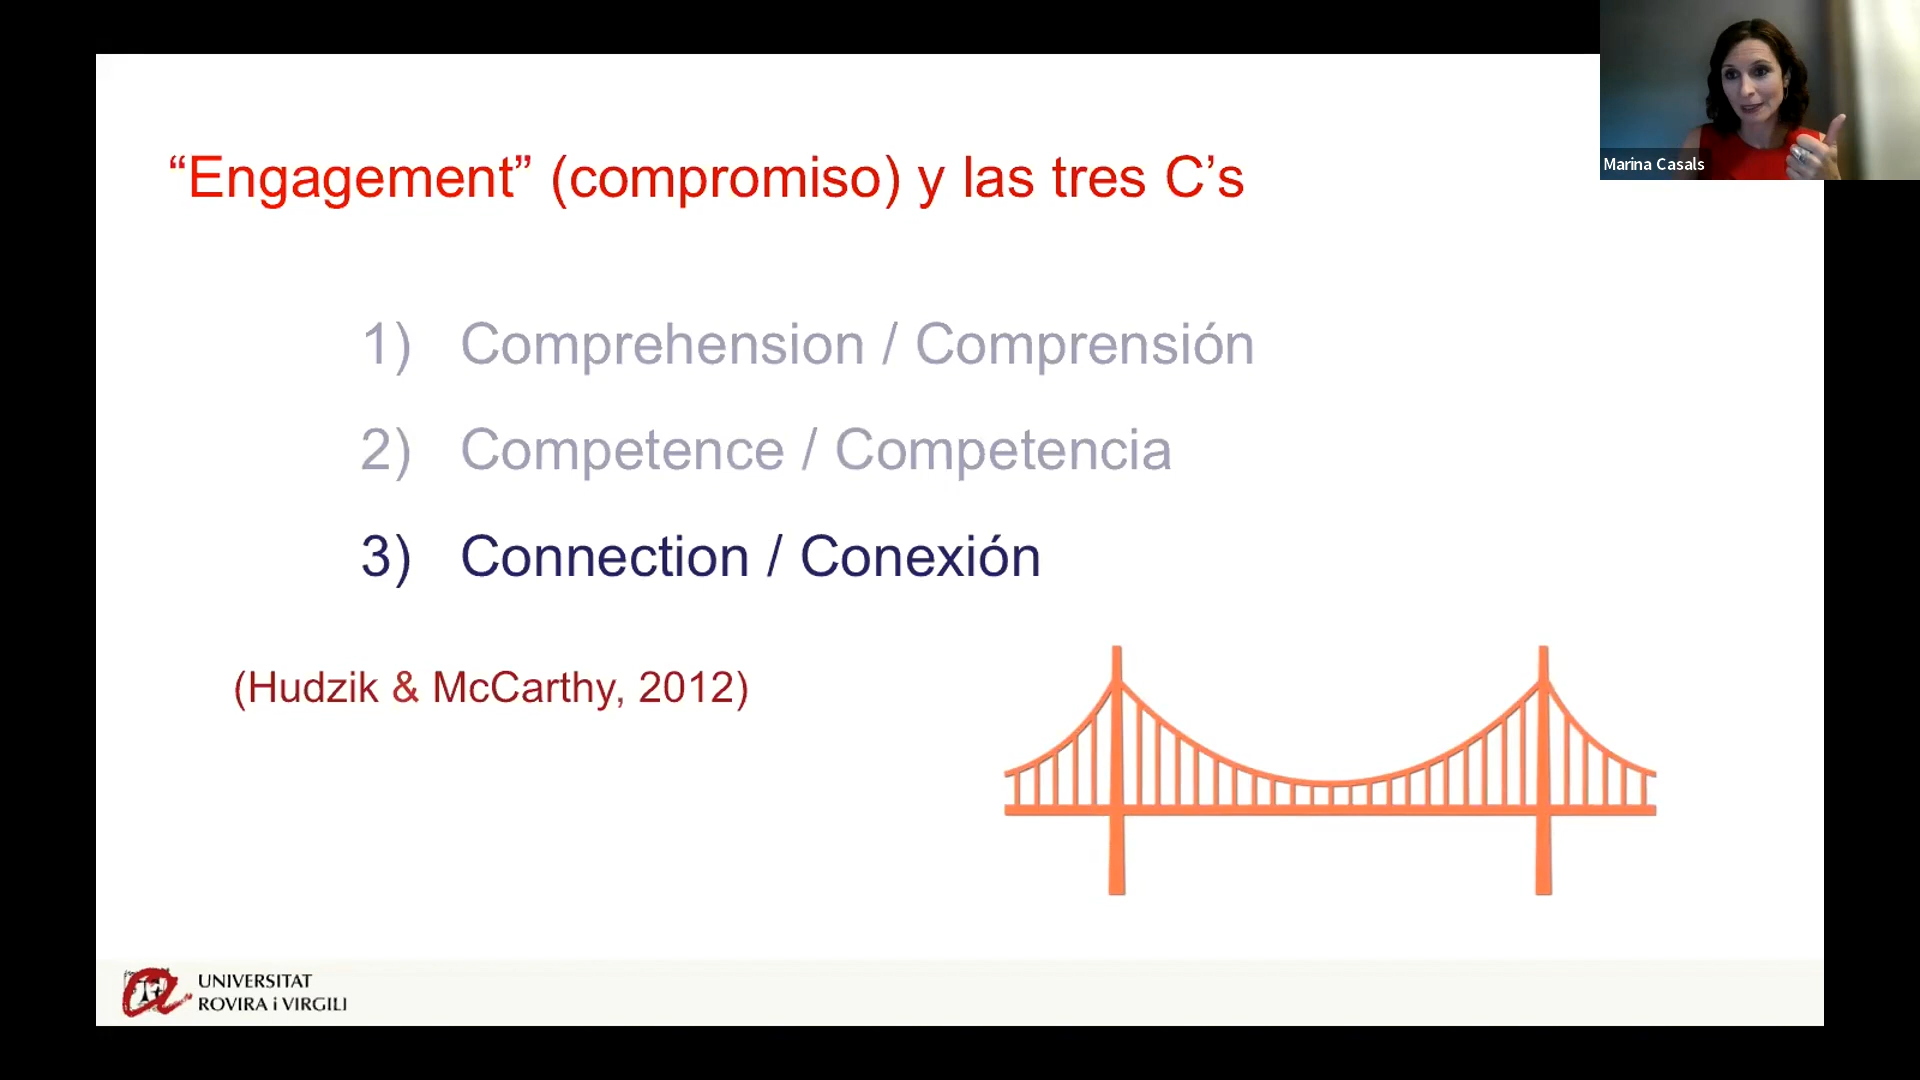 Marina Casals
“Engagement” (compromiso) y las tres C’s
1) Comprehension / Comprensión
2) Competence / Competencia
3) Connection / Conexión
(Hudzik & McCarthy, 2012)
UNIVERSITAT
ROVIRA i VIRGILI